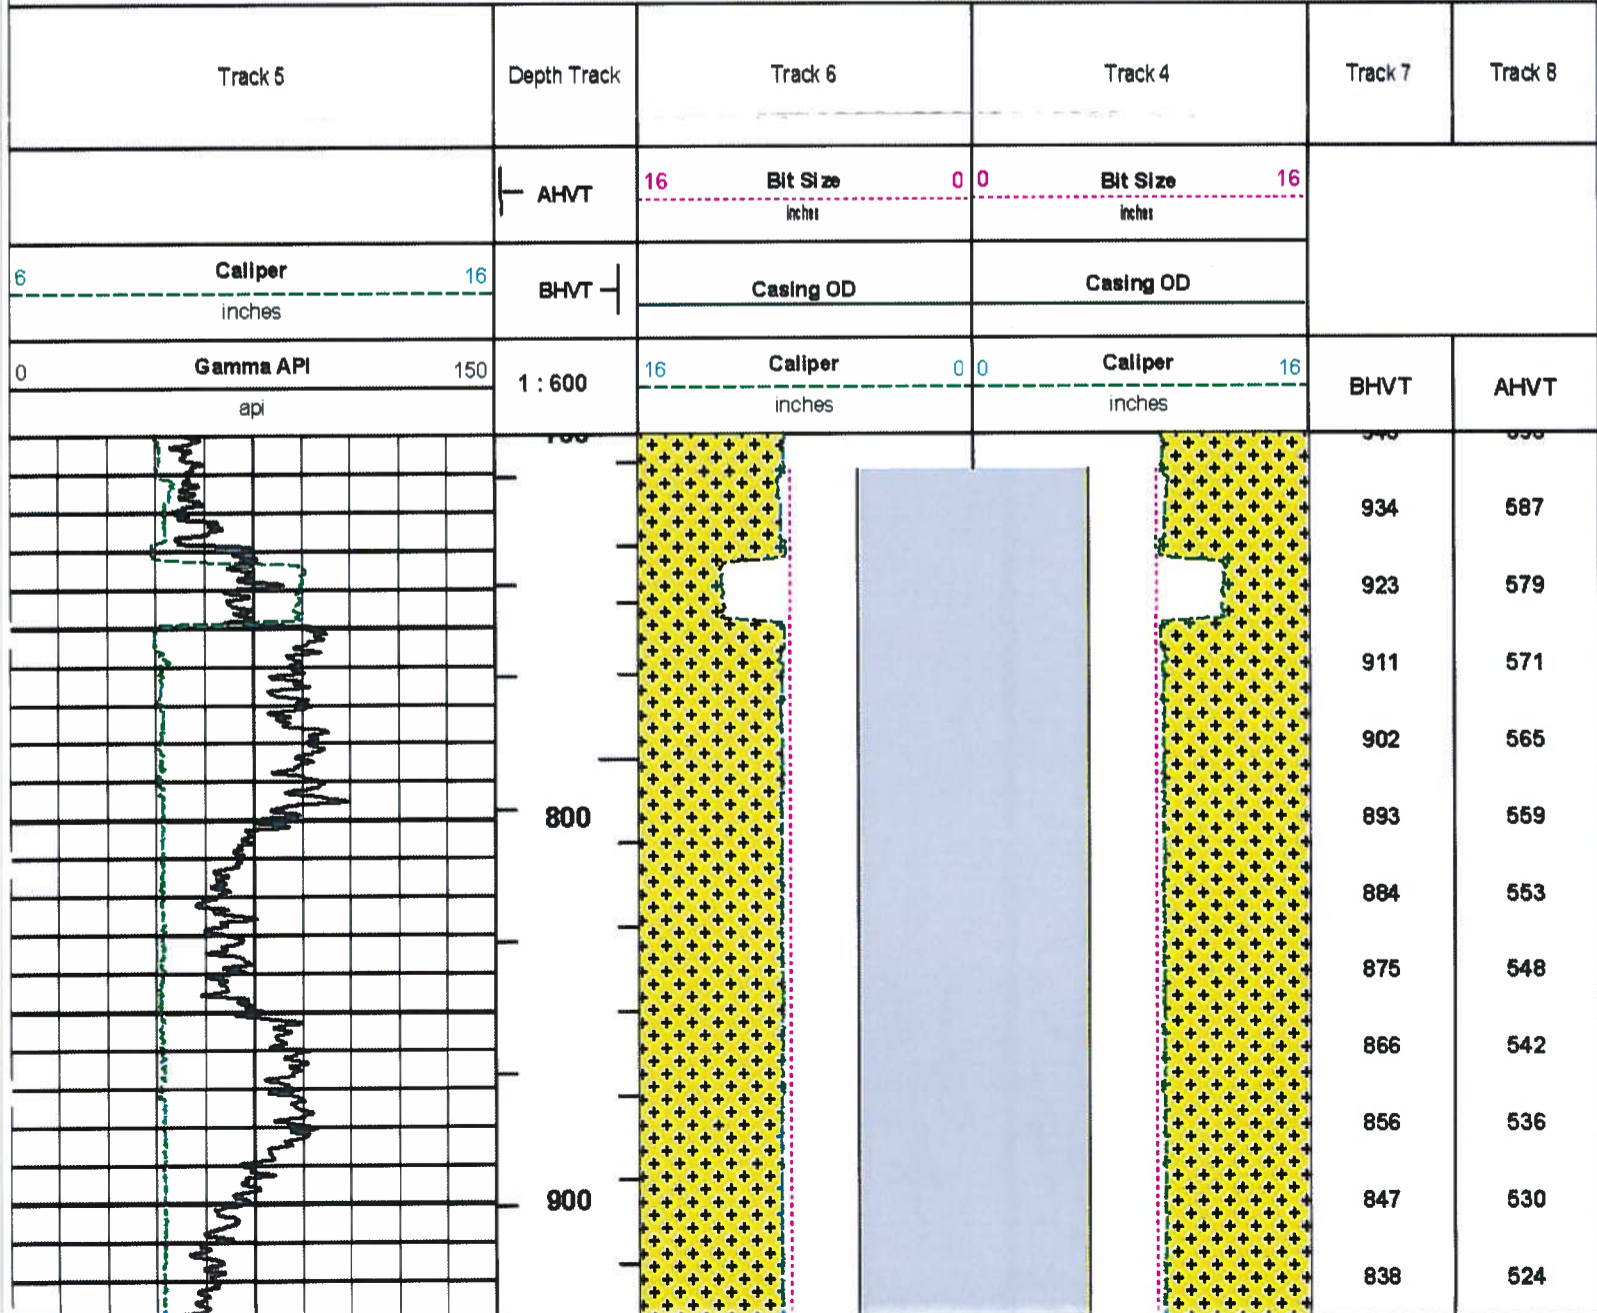 Track 5 Depth Track Track 6 Track 4 Track 7 Track 8
AHVT 16 Bit Size 0 0 Bit Size 16
inches inches
6 Caliper 16 BHVT Casing OD Casing OD
inches
0 Gamma API 150 1 : 600 16 Caliper 0 0 Caliper 16 BHVT AHVT
api inches inches
934 587
923 579
911 571
902 565
800 893 559
884 553
875 548
866 542
856 536
900 847 530
838 524